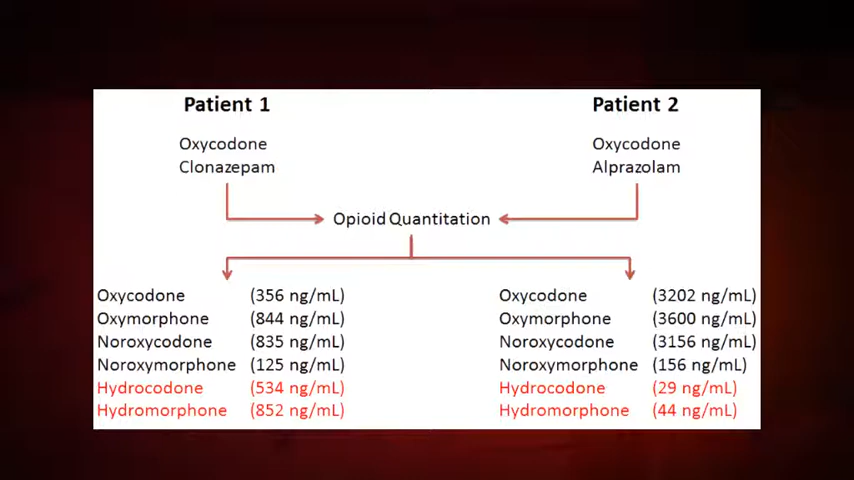 Patient 1 Patient 2
Oxycodone Oxycodone
Clonazepam Alprazolam
Opioid Quantitation
Oxycodone (356 ng/mL) Oxycodone (3202 ng/mL)
Oxymorphone (844 ng/mL) Oxymorphone (3600 ng/mL)
Noroxycodone (835 ng/mL) Noroxycodone (3156 ng/mL)
Noroxymorphone (125 ng/mL) Noroxymorphone (156 ng/mL)
Hydrocodone (534 ng/mL) Hydrocodone (29 ng/mL)
Hydromorphone (852 ng/mL) Hydromorphone (44 ng/mL)